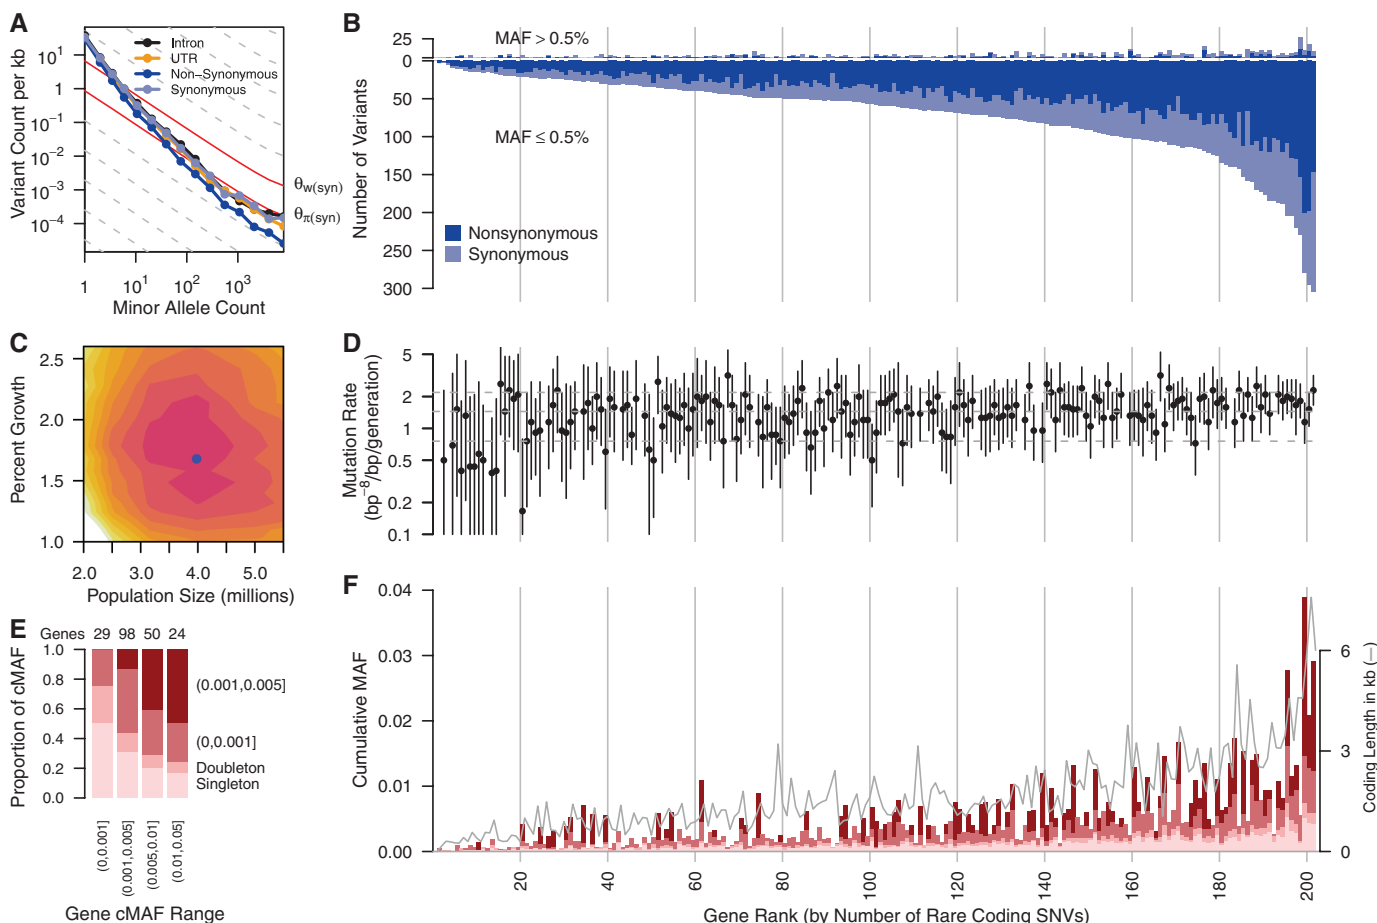 A
Variant Count per kb
10^1
1
10^−1
10^−2
10^−3
10^−4
Intron
UTR
Non−Synonymous
Synonymous
θw(syn)
θπ(syn)
1
10^1
10^2
10^3
Minor Allele Count
B
Number of Variants
25
0
50
100
150
200
250
300
MAF > 0.5%
MAF ≤ 0.5%
Nonsynonymous
Synonymous
C
Percent Growth
2.5
2.0
1.5
1.0
2.0
3.0
4.0
5.0
Population Size (millions)
D
Mutation Rate
(bp^−8/bp/generation)
5
2
1
0.5
0.2
0.1
E
Genes 29 98 50 24
Proportion of cMAF
1.0
0.8
0.6
0.4
0.2
0.0
(0.001,0.005]
(0,0.001]
Doubleton
Singleton
(0,0.001]
(0.001,0.005]
(0.005,0.01]
(0.01,0.05]
Gene cMAF Range
F
Cumulative MAF
0.04
0.03
0.02
0.01
0.00
6
3
0
Coding Length in kb (—)
20
40
60
80
100
120
140
160
180
200
Gene Rank (by Number of Rare Coding SNVs)